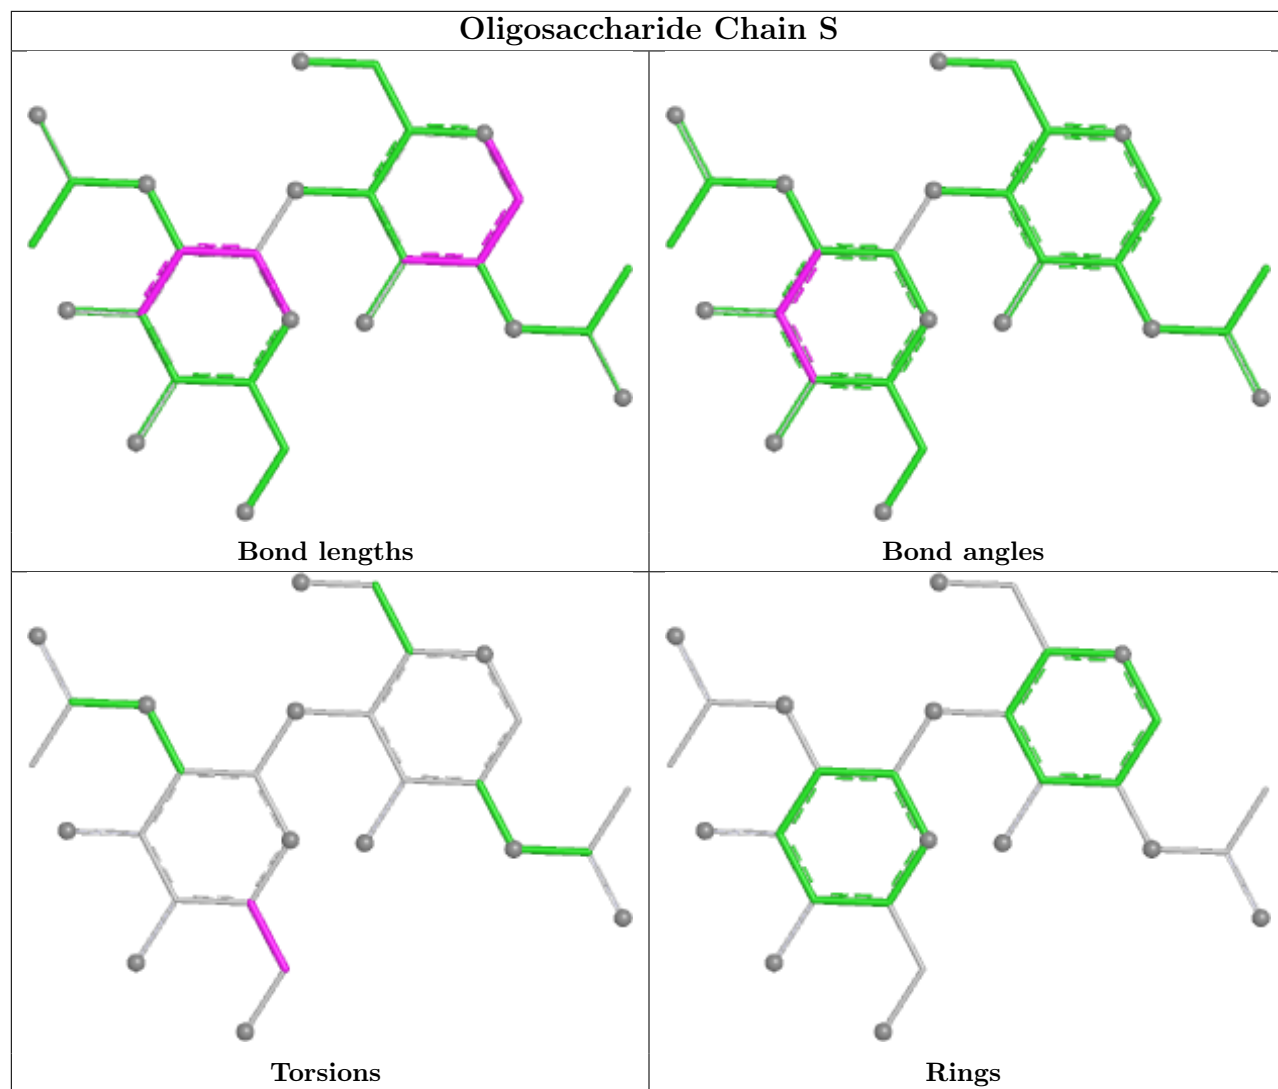 Oligosaccharide Chain S
Bond lengths
Bond angles
Torsions
Rings